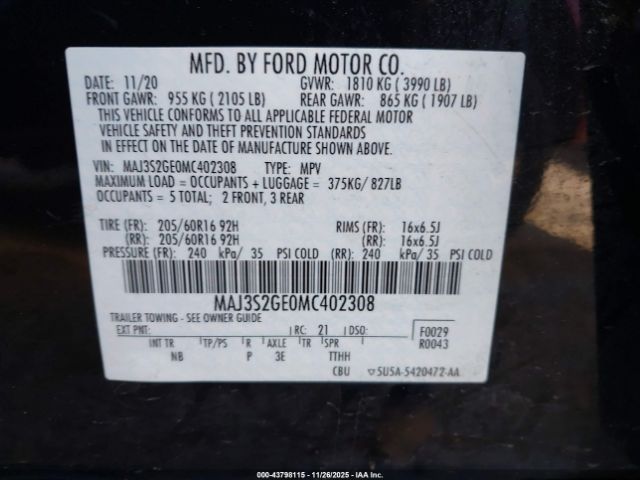 MFD. BY FORD MOTOR CO.
DATE: 11/20 GVWR: 1810 KG ( 3990 LB)
FRONT GAWR: 955 KG ( 2105 LB) REAR GAWR: 865 KG ( 1907 LB)
THIS VEHICLE CONFORMS TO ALL APPLICABLE FEDERAL MOTOR
VEHICLE SAFETY AND THEFT PREVENTION STANDARDS
IN EFFECT ON THE DATE OF MANUFACTURE SHOWN ABOVE.
VIN: MAJ3S2GE0MC402308 TYPE: MPV
MAXIMUM LOAD = OCCUPANTS + LUGGAGE = 375KG/ 827LB
OCCUPANTS = 5 TOTAL; 2 FRONT, 3 REAR
TIRE (FR): 205/60R16 92H RIMS (FR): 16x6.5J
(RR): 205/60R16 92H (RR): 16x6.5J
PRESSURE (FR): 240 kPa/ 35 PSI COLD (RR): 240 kPa/ 35 PSI COLD
MAJ3S2GE0MC402308
TRAILER TOWING - SEE OWNER GUIDE
EXT PNT: RC: 21 DSO: F0029
R0043
INT TR TP/PS R AXLE TR SPR
NB P 3E TTHH
CBU 5USA-5420472-AA
000-43798115 - 11/26/2025 - IAAI.COM